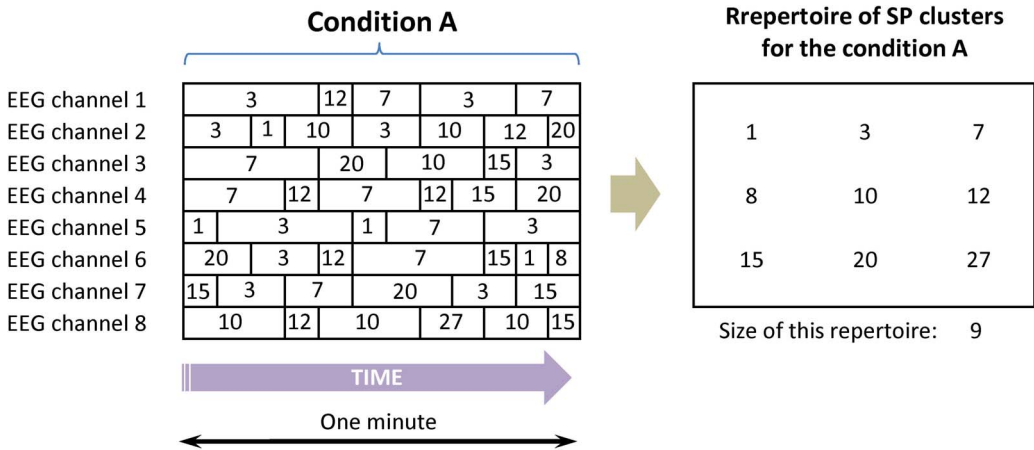 Condition A
Rrepertoire of SP clusters
for the condition A
EEG channel 1 3 12 7 3 7
EEG channel 2 3 1 10 3 10 12 20
EEG channel 3 7 20 10 15 3
EEG channel 4 7 12 7 12 15 20
EEG channel 5 1 3 1 7 3
EEG channel 6 20 3 12 7 15 1 8
EEG channel 7 15 3 7 20 3 15
EEG channel 8 10 12 10 27 10 15
1 3 7
8 10 12
15 20 27
Size of this repertoire: 9
TIME
One minute